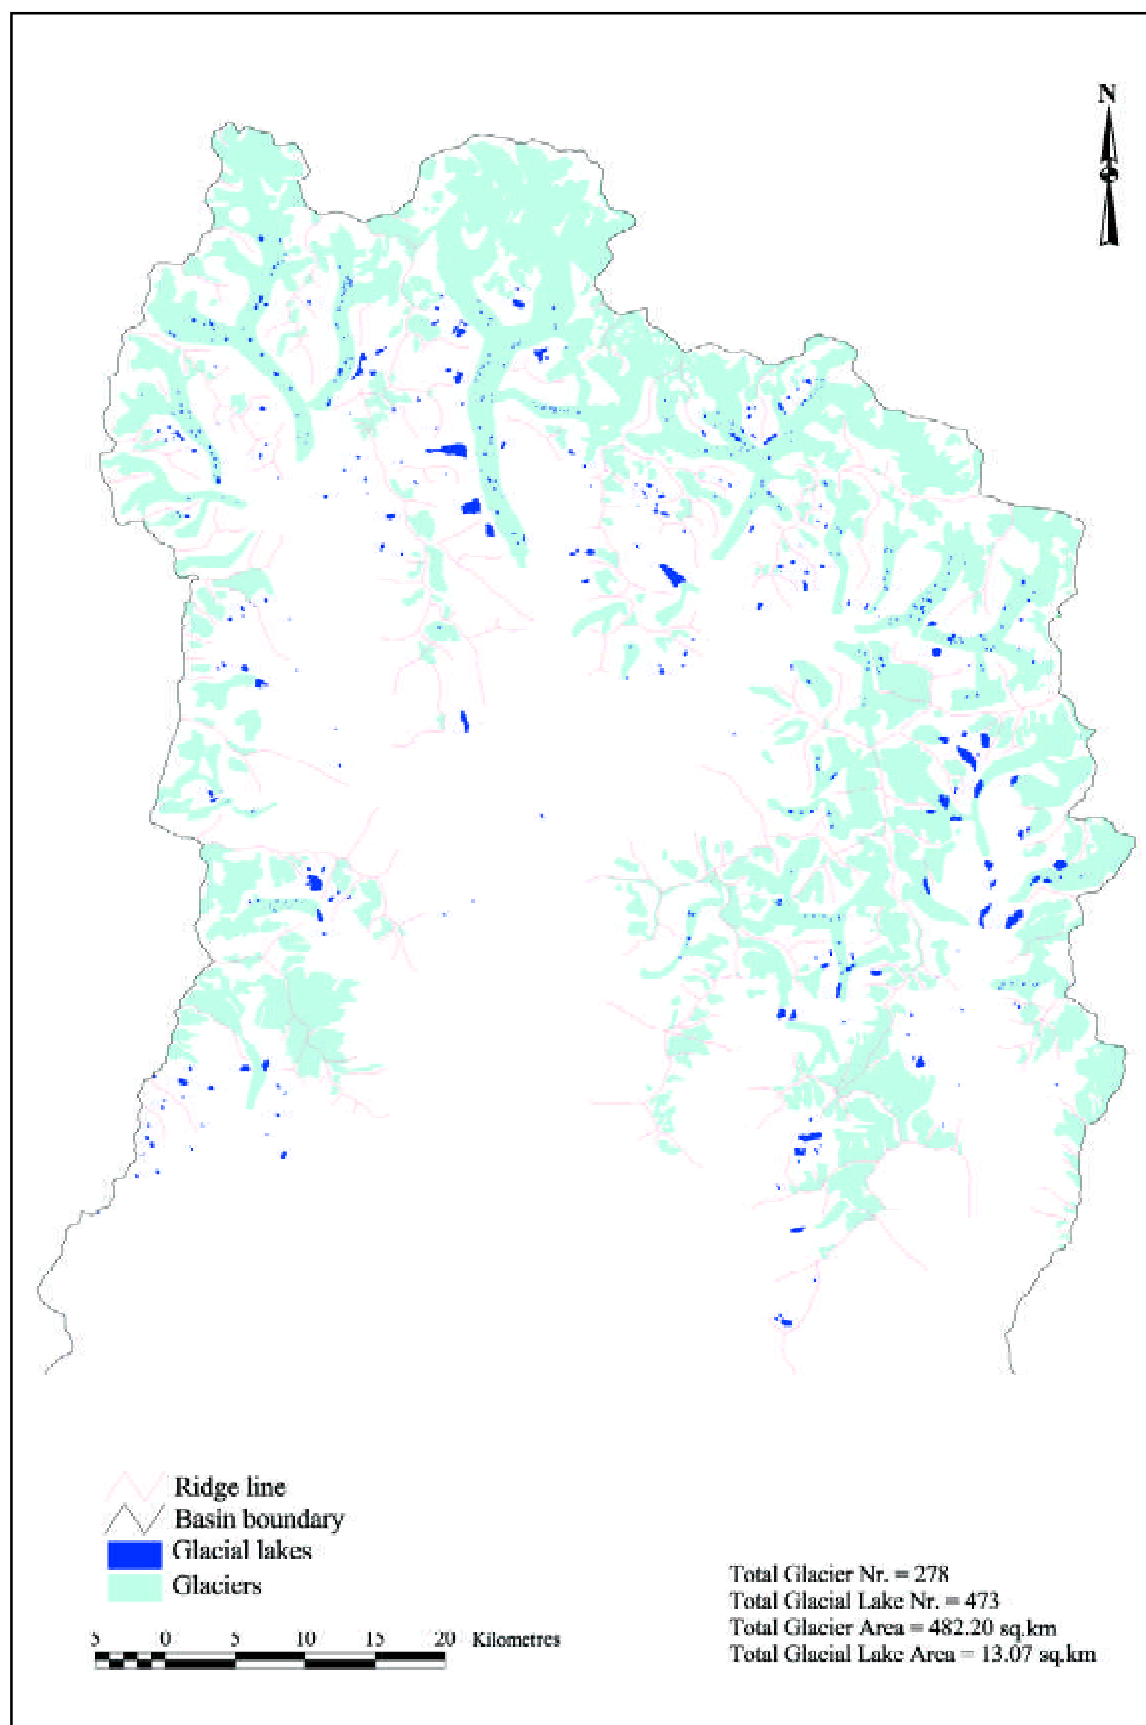 N
Ridge line
Basin boundary
Glacial lakes
Glaciers
5 0 5 10 15 20 Kilometres
Total Glacier Nr. = 278
Total Glacial Lake Nr. = 473
Total Glacier Area = 482.20 sq.km
Total Glacial Lake Area = 13.07 sq.km